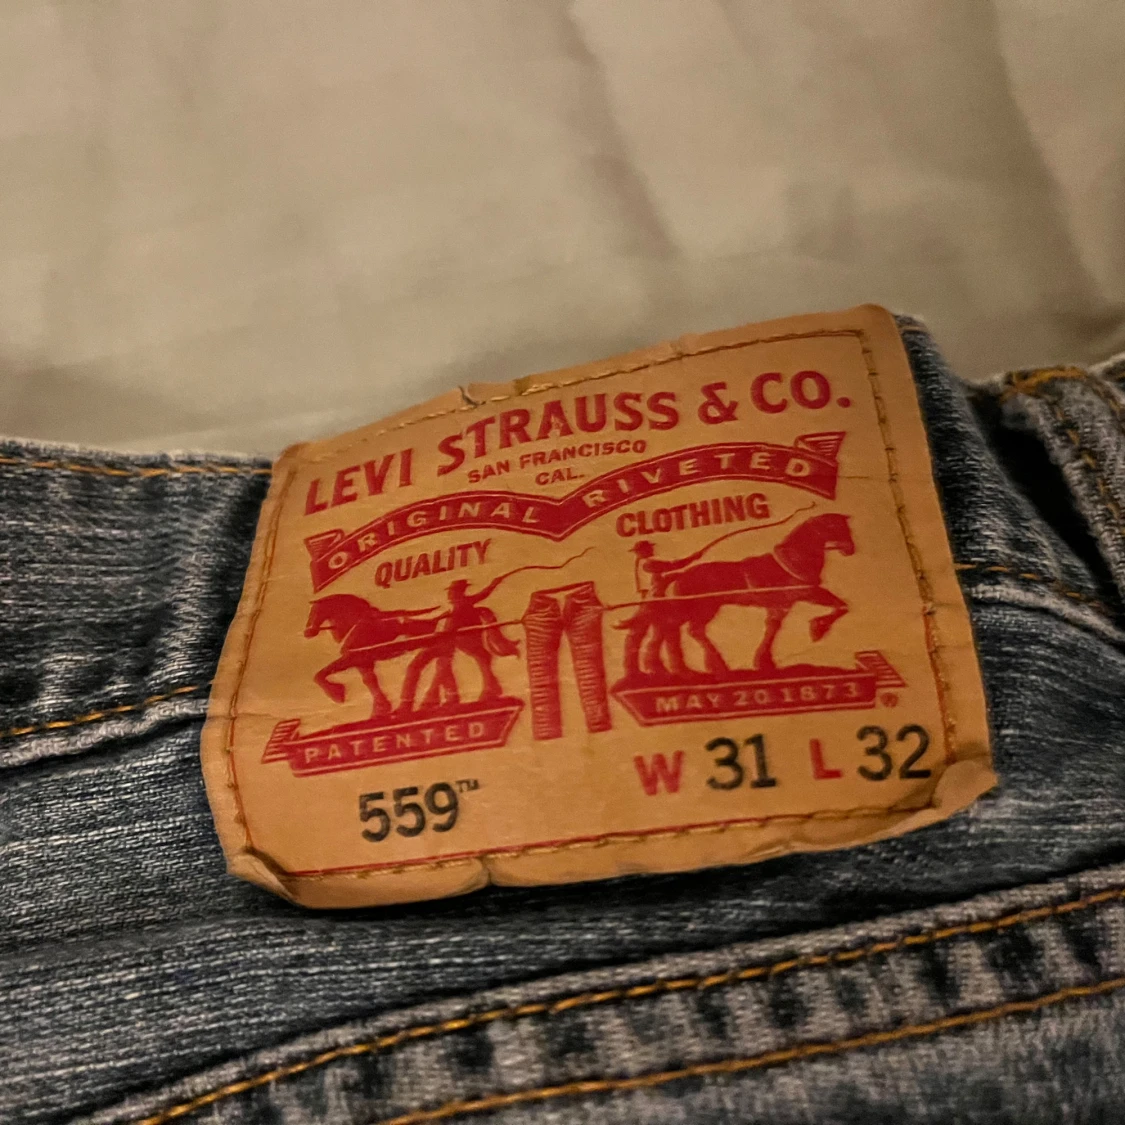 LEVI STRAUSS & CO.
SAN FRANCISCO
CAL.
ORIGINAL RIVETED
QUALITY CLOTHING
PATENTED MAY 20 1873 ®
559™ W 31 L 32